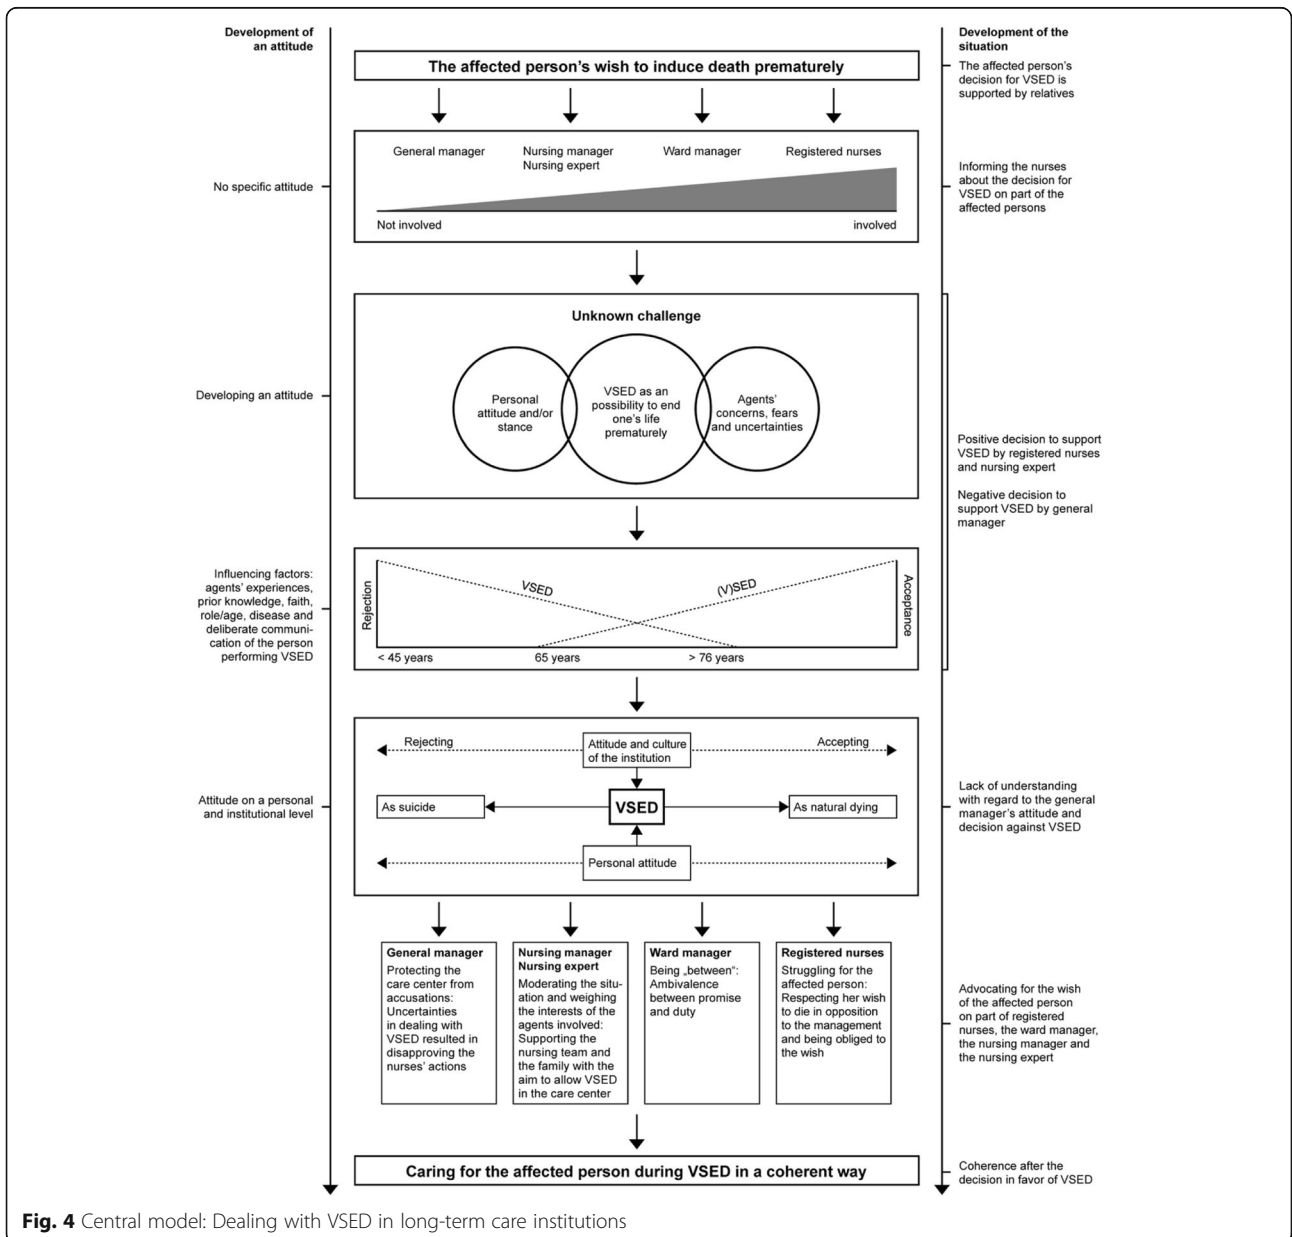 Development of
an attitude
Development of the
situation
The affected person's wish to induce death prematurely
The affected person's
decision for VSED is
supported by relatives
General manager
Nursing manager
Nursing expert
Ward manager
Registered nurses
Not involved
involved
No specific attitude
Informing the nurses
about the decision for
VSED on part of the
affected persons
Unknown challenge
Personal
attitude and/or
stance
VSED as an
possibility to end
one's life
prematurely
Agents'
concerns, fears
and uncertainties
Developing an attitude
Positive decision to support
VSED by registered nurses
and nursing expert
Negative decision to
support VSED by general
manager
Influencing factors:
agents' experiences,
prior knowledge, faith,
role/age, disease and
deliberate communi-
cation of the person
performing VSED
Rejection
VSED
(V)SED
Acceptance
< 45 years
65 years
> 76 years
Rejecting
Attitude and culture
of the institution
Accepting
As suicide
VSED
As natural dying
Personal attitude
Attitude on a personal
and institutional level
Lack of understanding
with regard to the general
manager's attitude and
decision against VSED
General manager
Protecting the
care center from
accusations:
Uncertainties
in dealing with
VSED resulted in
disapproving the
nurses' actions
Nursing manager
Nursing expert
Moderating the situ-
ation and weighing
the interests of the
agents involved:
Supporting the
nursing team and
the family with the
aim to allow VSED
in the care center
Ward manager
Being „between“:
Ambivalence
between promise
and duty
Registered nurses
Struggling for the
affected person:
Respecting her wish
to die in opposition
to the management
and being obliged to
the wish
Advocating for the wish
of the affected person
on part of registered
nurses, the ward manager,
the nursing manager and
the nursing expert
Caring for the affected person during VSED in a coherent way
Coherence after the
decision in favor of VSED
Fig. 4 Central model: Dealing with VSED in long-term care institutions